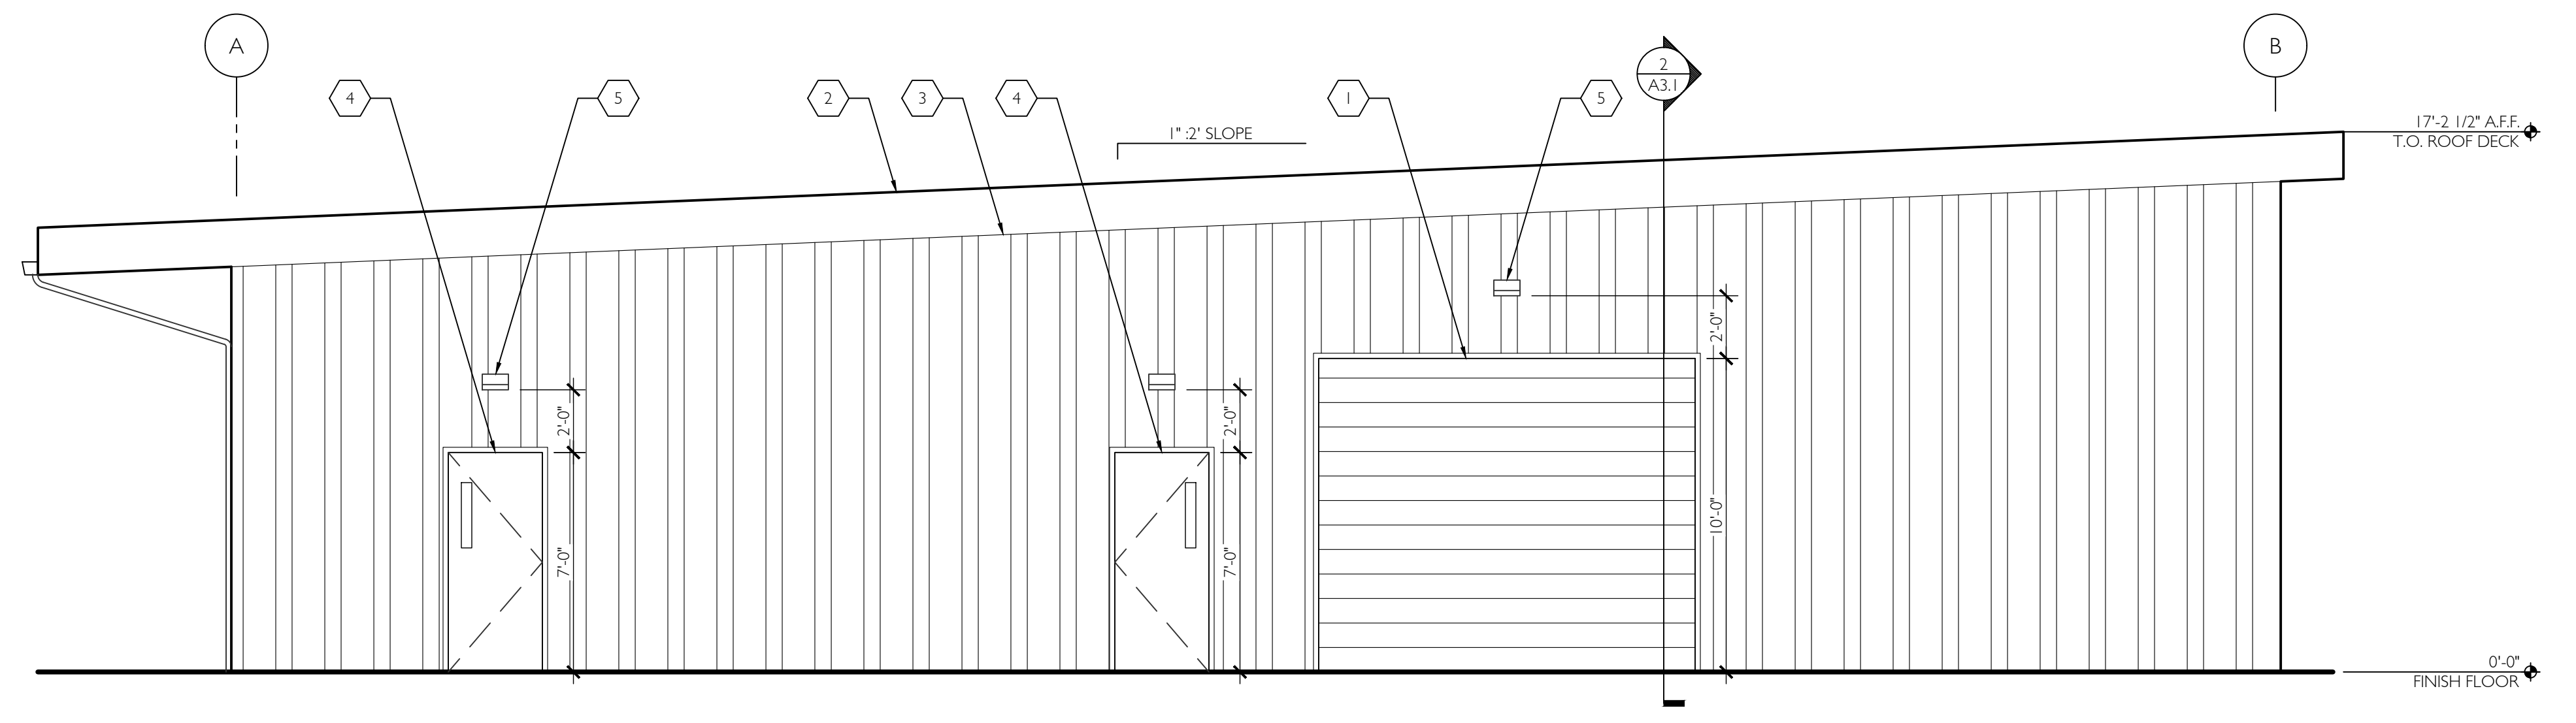 A
B
2
A3.1
4
5
2
3
4
1
5
1" :2' SLOPE
17'-2 1/2" A.F.F.
T.O. ROOF DECK
2'-0"
2'-0"
2'-0"
10'-0"
7'-0"
7'-0"
0'-0"
FINISH FLOOR